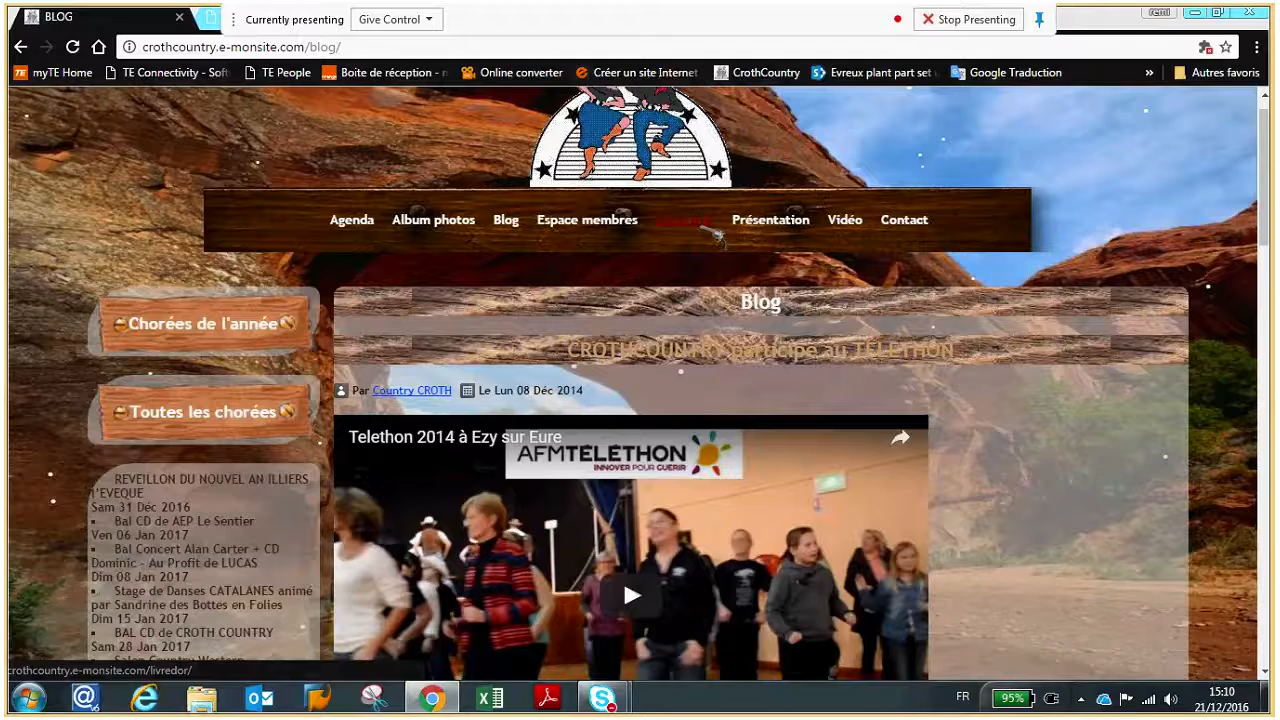 BLOG
Currently presenting
Give Control
Stop Presenting
remi
crothcountry.e-monsite.com/blog/
myTE Home
TE Connectivity - Sof
TE People
Boite de réception -
Online converter
Créer un site Internet
CrothCountry
Evreux plant part set
Google Traduction
»
Autres favoris
Agenda
Album photos
Blog
Espace membres
Présentation
Vidéo
Contact
Chorées de l'année
Toutes les chorées
REVEILLON DU NOUVEL AN ILLIERS
l'EVEQUE
Sam 31 Déc 2016
Bal CD de AEP Le Sentier
Ven 06 Jan 2017
Bal Concert Alan Carter + CD
Dominic - Au Profit de LUCAS
Dim 08 Jan 2017
Stage de Danses CATALANES animé
par Sandrine des Bottes en Folies
Dim 15 Jan 2017
BAL CD de CROTH COUNTRY
Sam 28 Jan 2017
Salon Country Western
Blog
CROTHCOUNTRY participe au TELETHON
Par Country CROTH Le Lun 08 Déc 2014
Telethon 2014 à Ezy sur Eure
AFMTELETHON
INNOVER POUR GUÉRIR
crothcountry.e-monsite.com/livredor/
FR
95%
15:10
21/12/2016